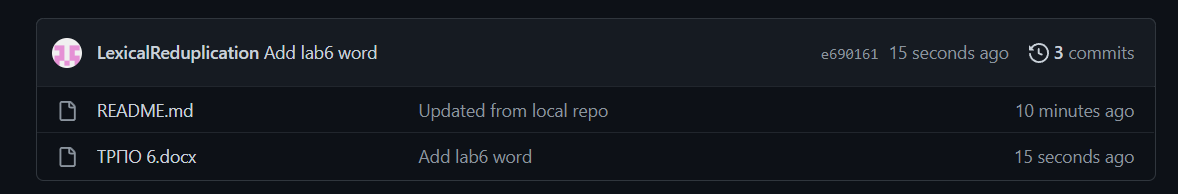 LexicalReduplication Add lab6 word e690161 15 seconds ago 3 commits
README.md Updated from local repo 10 minutes ago
ТРПО 6.docx Add lab6 word 15 seconds ago